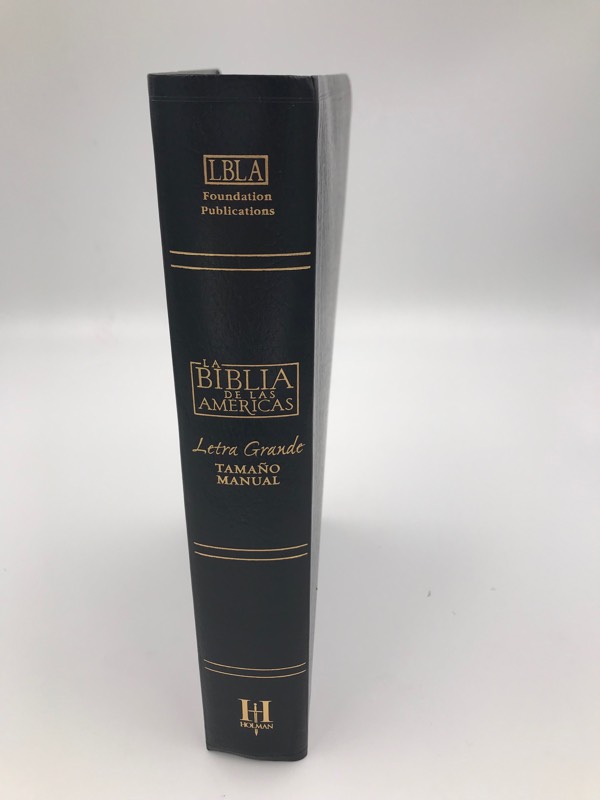 LBLA
Foundation
Publications
LA
BIBLIA
DE LAS
AMERICAS
Letra Grande
TAMAÑO
MANUAL
H
HOLMAN